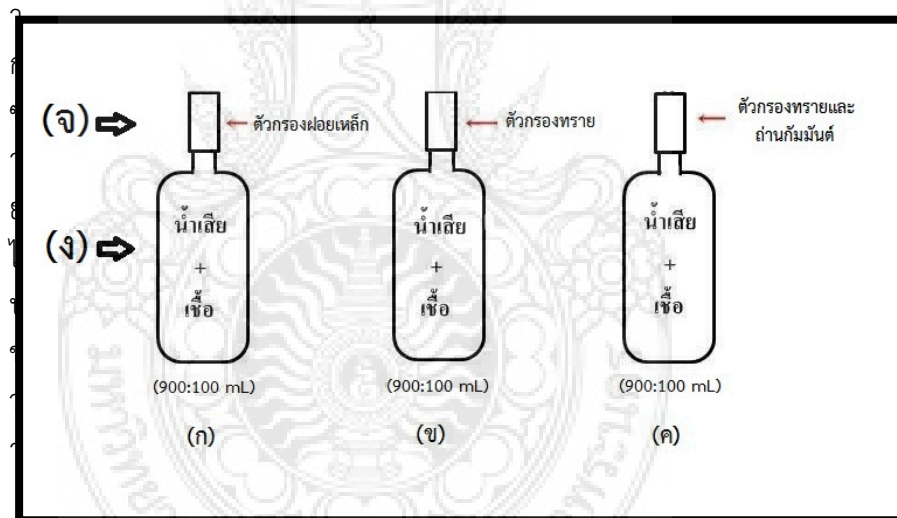 (จ)
ตัวกรองฝอยเหล็ก
ตัวกรองทราย
ตัวกรองทรายและ
ถ่านกัมมันต์
(ง)
น้ำเสีย
+
เชื้อ
น้ำเสีย
+
เชื้อ
น้ำเสีย
+
เชื้อ
(900:100 mL)
(900:100 mL)
(900:100 mL)
(ก)
(ข)
(ค)